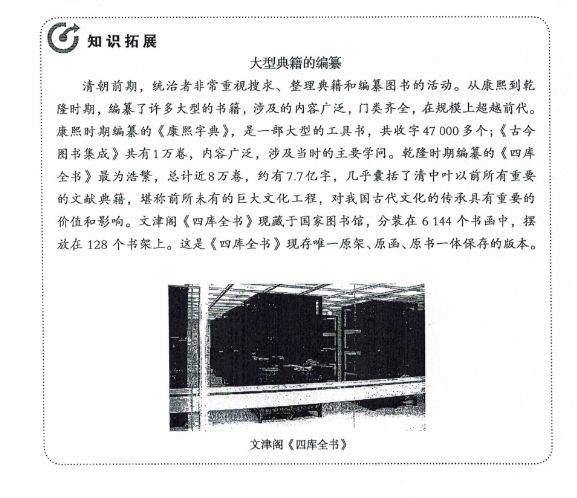 知识拓展
大型典籍的编纂
清朝前期，统治者非常重视搜求、整理典籍和编纂图书的活动。从康熙到乾
隆时期，编纂了许多大型的书籍，涉及的内容广泛，门类齐全，在规模上超越前代。
康熙时期编纂的《康熙字典》，是一部大型的工具书，共收字47 000多个；《古今
图书集成》共有1万卷，内容广泛，涉及当时的主要学问。乾隆时期编纂的《四库
全书》最为浩繁，总计近8万卷，约有7.7亿字，几乎囊括了清中叶以前所有重要
的文献典籍，堪称前所未有的巨大文化工程，对我国古代文化的传承具有重要的
价值和影响。文津阁《四库全书》现藏于国家图书馆，分装在6 144个书函中，摆
放在128个书架上。这是《四库全书》现存唯一原架、原函、原书一体保存的版本。
文津阁《四库全书》